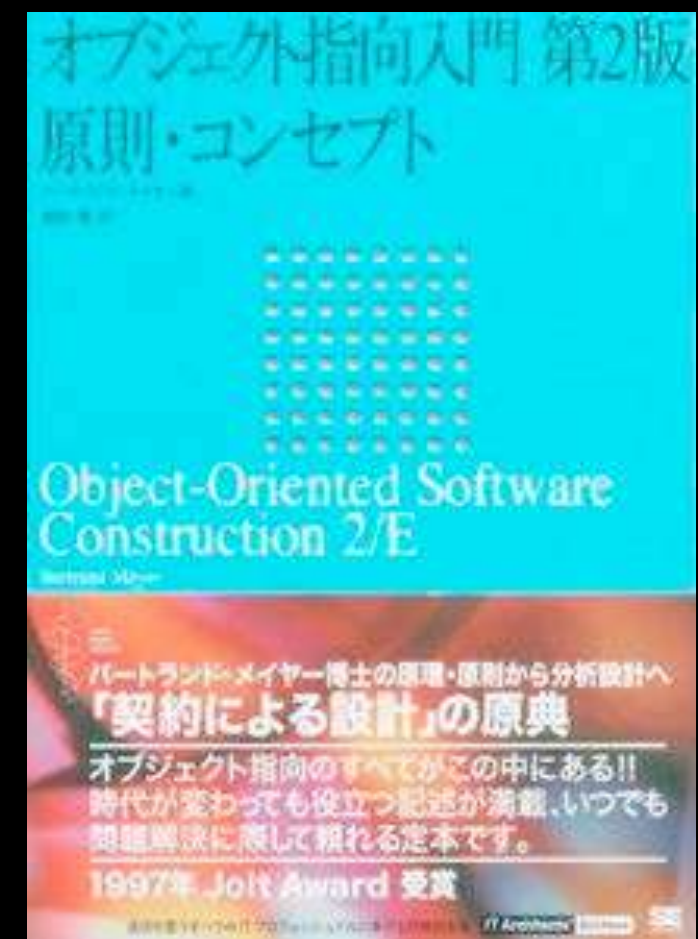 オブジェクト指向入門 第2版
原則・コンセプト
Object-Oriented Software
Construction 2/E
Bertrand Meyer
バートランド・メイヤー博士の原理・原則から分析設計へ
「契約による設計」の原典
オブジェクト指向のすべてがこの中にある!!
時代が変わっても役立つ記述が満載、いつでも
問題解決に際して頼れる定本です。
1997年 Jolt Award 受賞
IT Architects' Archive
SE